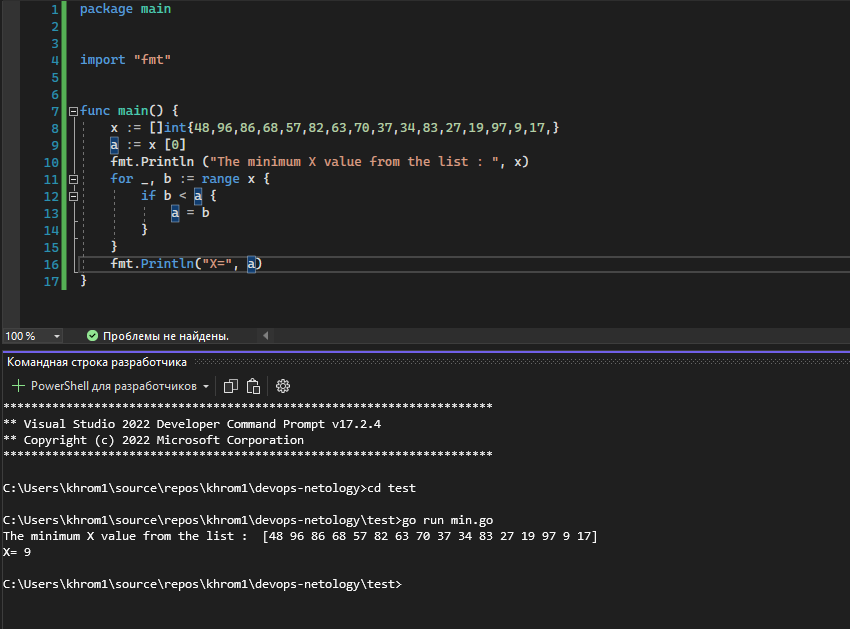 1 package main
2
3
4 import "fmt"
5
6
7 func main() {
8 x := []int{48,96,86,68,57,82,63,70,37,34,83,27,19,97,9,17,}
9 a := x [0]
10 fmt.Println ("The minimum X value from the list : ", x)
11 for _, b := range x {
12 if b < a {
13 a = b
14 }
15 }
16 fmt.Println("X=", a)
17 }
100 % Проблемы не найдены.
Командная строка разработчика
PowerShell для разработчиков
**********************************************************************
** Visual Studio 2022 Developer Command Prompt v17.2.4
** Copyright (c) 2022 Microsoft Corporation
**********************************************************************
C:\Users\khrom1\source\repos\khrom1\devops-netology>cd test
C:\Users\khrom1\source\repos\khrom1\devops-netology\test>go run min.go
The minimum X value from the list :  [48 96 86 68 57 82 63 70 37 34 83 27 19 97 9 17]
X= 9
C:\Users\khrom1\source\repos\khrom1\devops-netology\test>